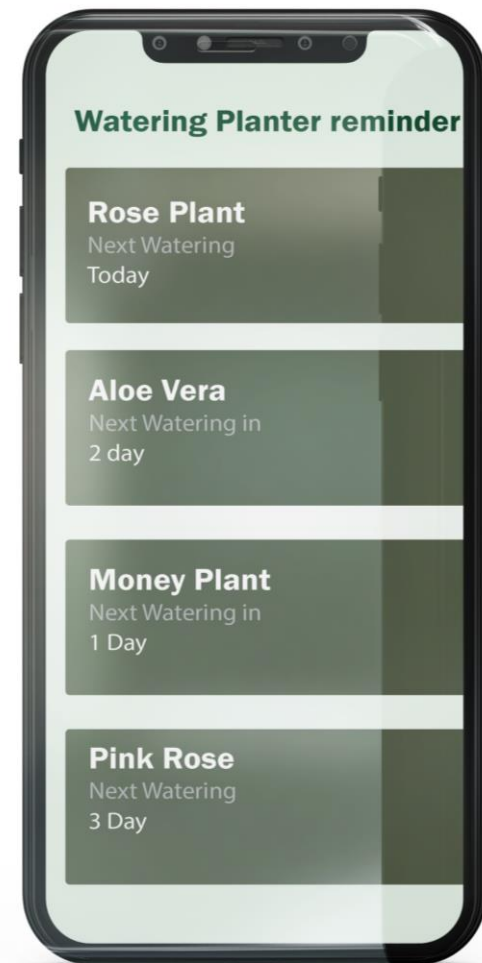 Watering Planter reminder
Rose Plant
Next Watering
Today
Aloe Vera
Next Watering in
2 day
Money Plant
Next Watering in
1 Day
Pink Rose
Next Watering
3 Day